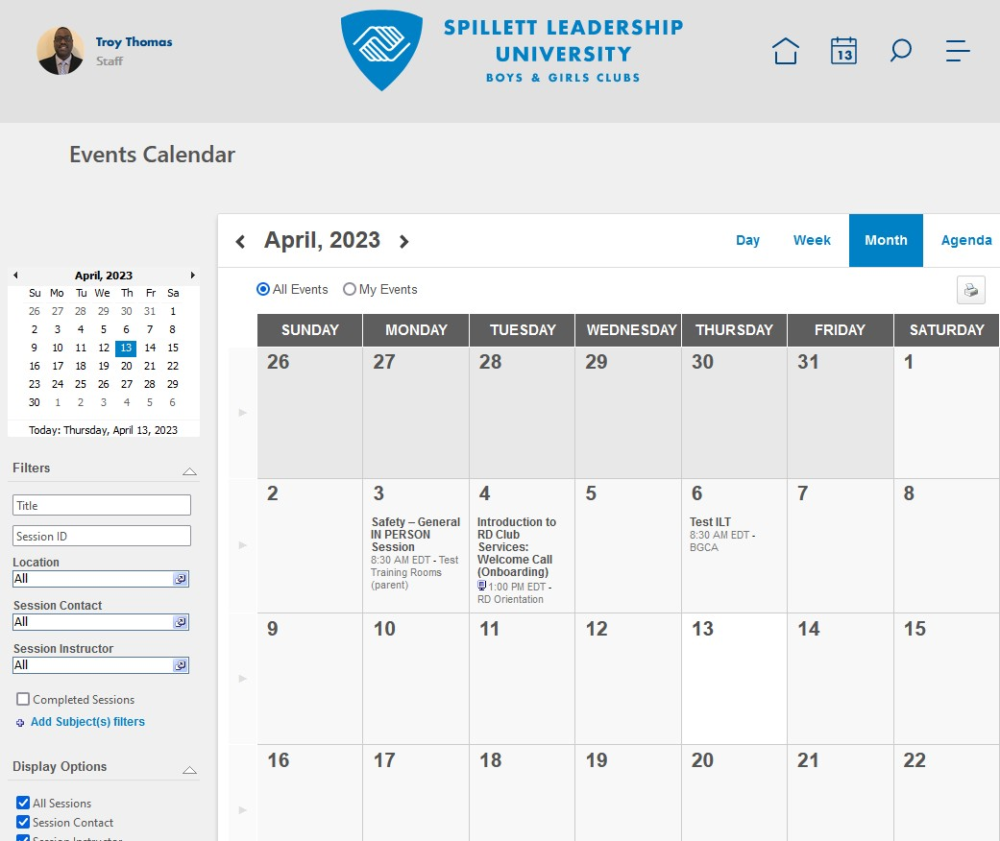 Troy Thomas
Staff
SPILLETT LEADERSHIP
UNIVERSITY
BOYS & GIRLS CLUBS
13
Events Calendar
April, 2023
Day Week Month Agenda
All Events My Events
April, 2023
Su Mo Tu We Th Fr Sa
26 27 28 29 30 31 1
2 3 4 5 6 7 8
9 10 11 12 13 14 15
16 17 18 19 20 21 22
23 24 25 26 27 28 29
30 1 2 3 4 5 6
Today: Thursday, April 13, 2023
Filters
Title
Session ID
Location
All
Session Contact
All
Session Instructor
All
Completed Sessions
Add Subject(s) filters
Display Options
All Sessions
Session Contact
Session Instructor
SUNDAY MONDAY TUESDAY WEDNESDAY THURSDAY FRIDAY SATURDAY
26 27 28 29 30 31 1
2 3 4 5 6 7 8
Safety – General
IN PERSON
Session
8:30 AM EDT - Test
Training Rooms
(parent)
Introduction to
RD Club
Services:
Welcome Call
(Onboarding)
1:00 PM EDT -
RD Orientation
Test ILT
8:30 AM EDT -
BGCA
9 10 11 12 13 14 15
16 17 18 19 20 21 22